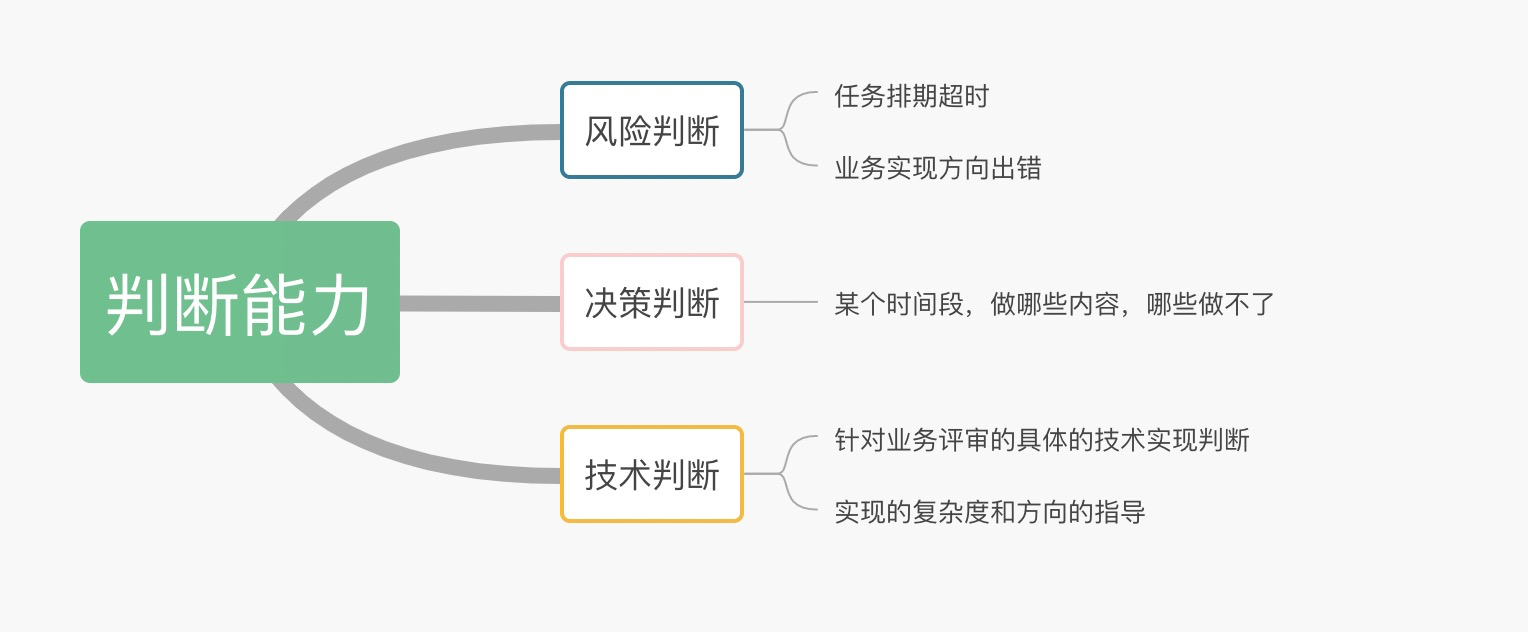 判断能力
风险判断
任务排期超时
业务实现方向出错
决策判断
某个时间段，做哪些内容，哪些做不了
技术判断
针对业务评审的具体的技术实现判断
实现的复杂度和方向的指导